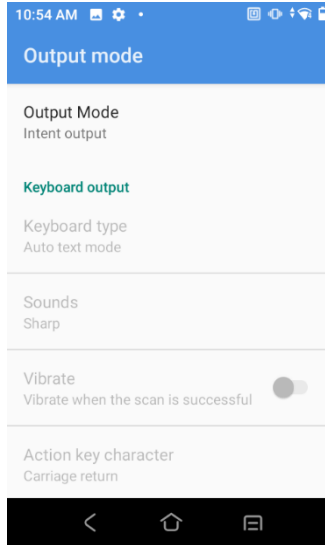 10:54 AM
Output mode
Output Mode
Intent output
Keyboard output
Keyboard type
Auto text mode
Sounds
Sharp
Vibrate
Vibrate when the scan is successful
Action key character
Carriage return